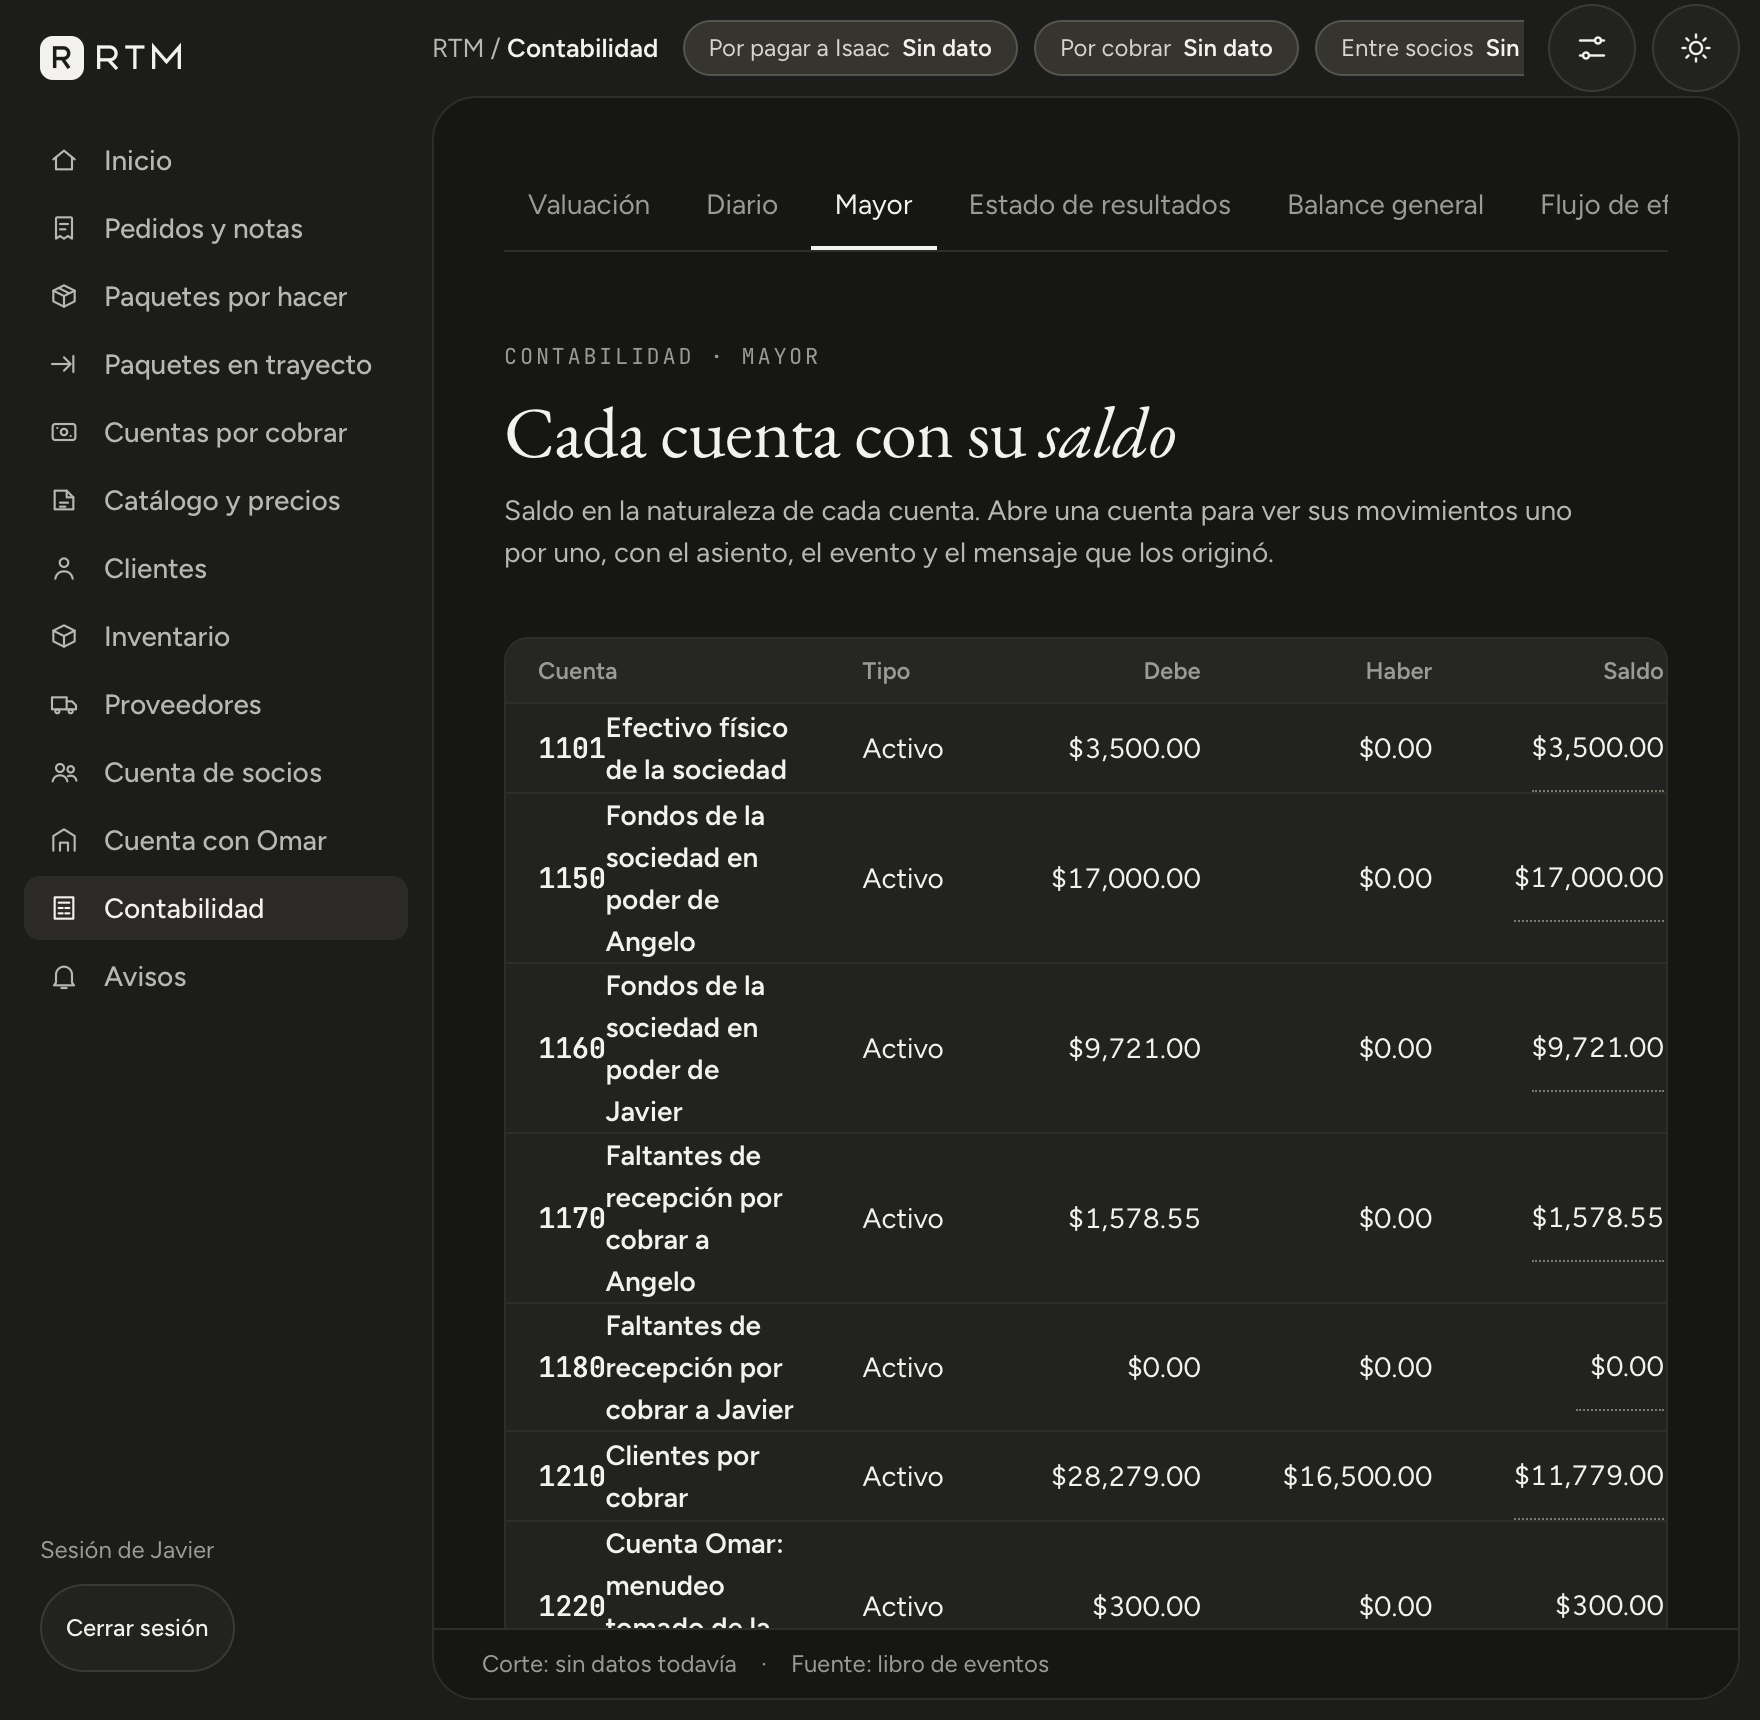 R RTM
RTM / Contabilidad
Por pagar a Isaac Sin dato
Por cobrar Sin dato
Entre socios Sin
Inicio
Pedidos y notas
Paquetes por hacer
Paquetes en trayecto
Cuentas por cobrar
Catálogo y precios
Clientes
Inventario
Proveedores
Cuenta de socios
Cuenta con Omar
Contabilidad
Avisos
Sesión de Javier
Cerrar sesión
Valuación Diario Mayor Estado de resultados Balance general Flujo de ef
CONTABILIDAD · MAYOR
Cada cuenta con su saldo
Saldo en la naturaleza de cada cuenta. Abre una cuenta para ver sus movimientos uno
por uno, con el asiento, el evento y el mensaje que los originó.
Cuenta Tipo Debe Haber Saldo
1101 Efectivo físico
de la sociedad
Activo $3,500.00 $0.00 $3,500.00
1150 Fondos de la
sociedad en
poder de
Angelo
Activo $17,000.00 $0.00 $17,000.00
1160 Fondos de la
sociedad en
poder de
Javier
Activo $9,721.00 $0.00 $9,721.00
1170 Faltantes de
recepción por
cobrar a
Angelo
Activo $1,578.55 $0.00 $1,578.55
1180 Faltantes de
recepción por
cobrar a Javier
Activo $0.00 $0.00 $0.00
1210 Clientes por
cobrar
Activo $28,279.00 $16,500.00 $11,779.00
1220 Cuenta Omar:
menudeo
tomado de la
Activo $300.00 $0.00 $300.00
Corte: sin datos todavía · Fuente: libro de eventos